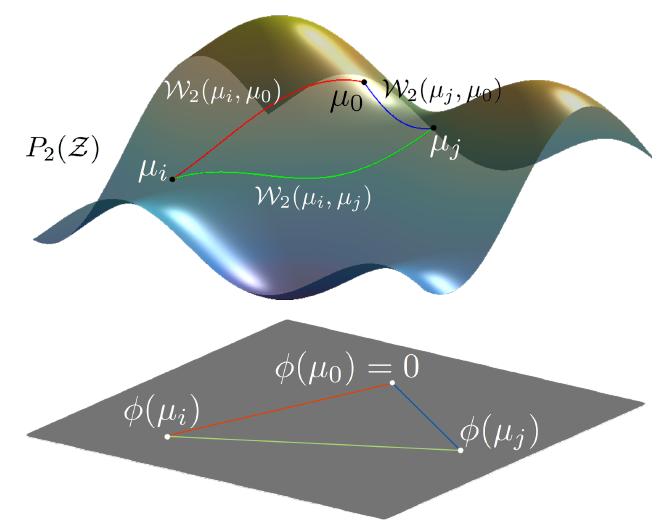 𝒲₂(μᵢ, μ₀)
𝒲₂(μⱼ, μ₀)
μ₀
P₂(𝒵)
μᵢ
μⱼ
𝒲₂(μᵢ, μⱼ)
ϕ(μ₀) = 0
ϕ(μᵢ)
ϕ(μⱼ)